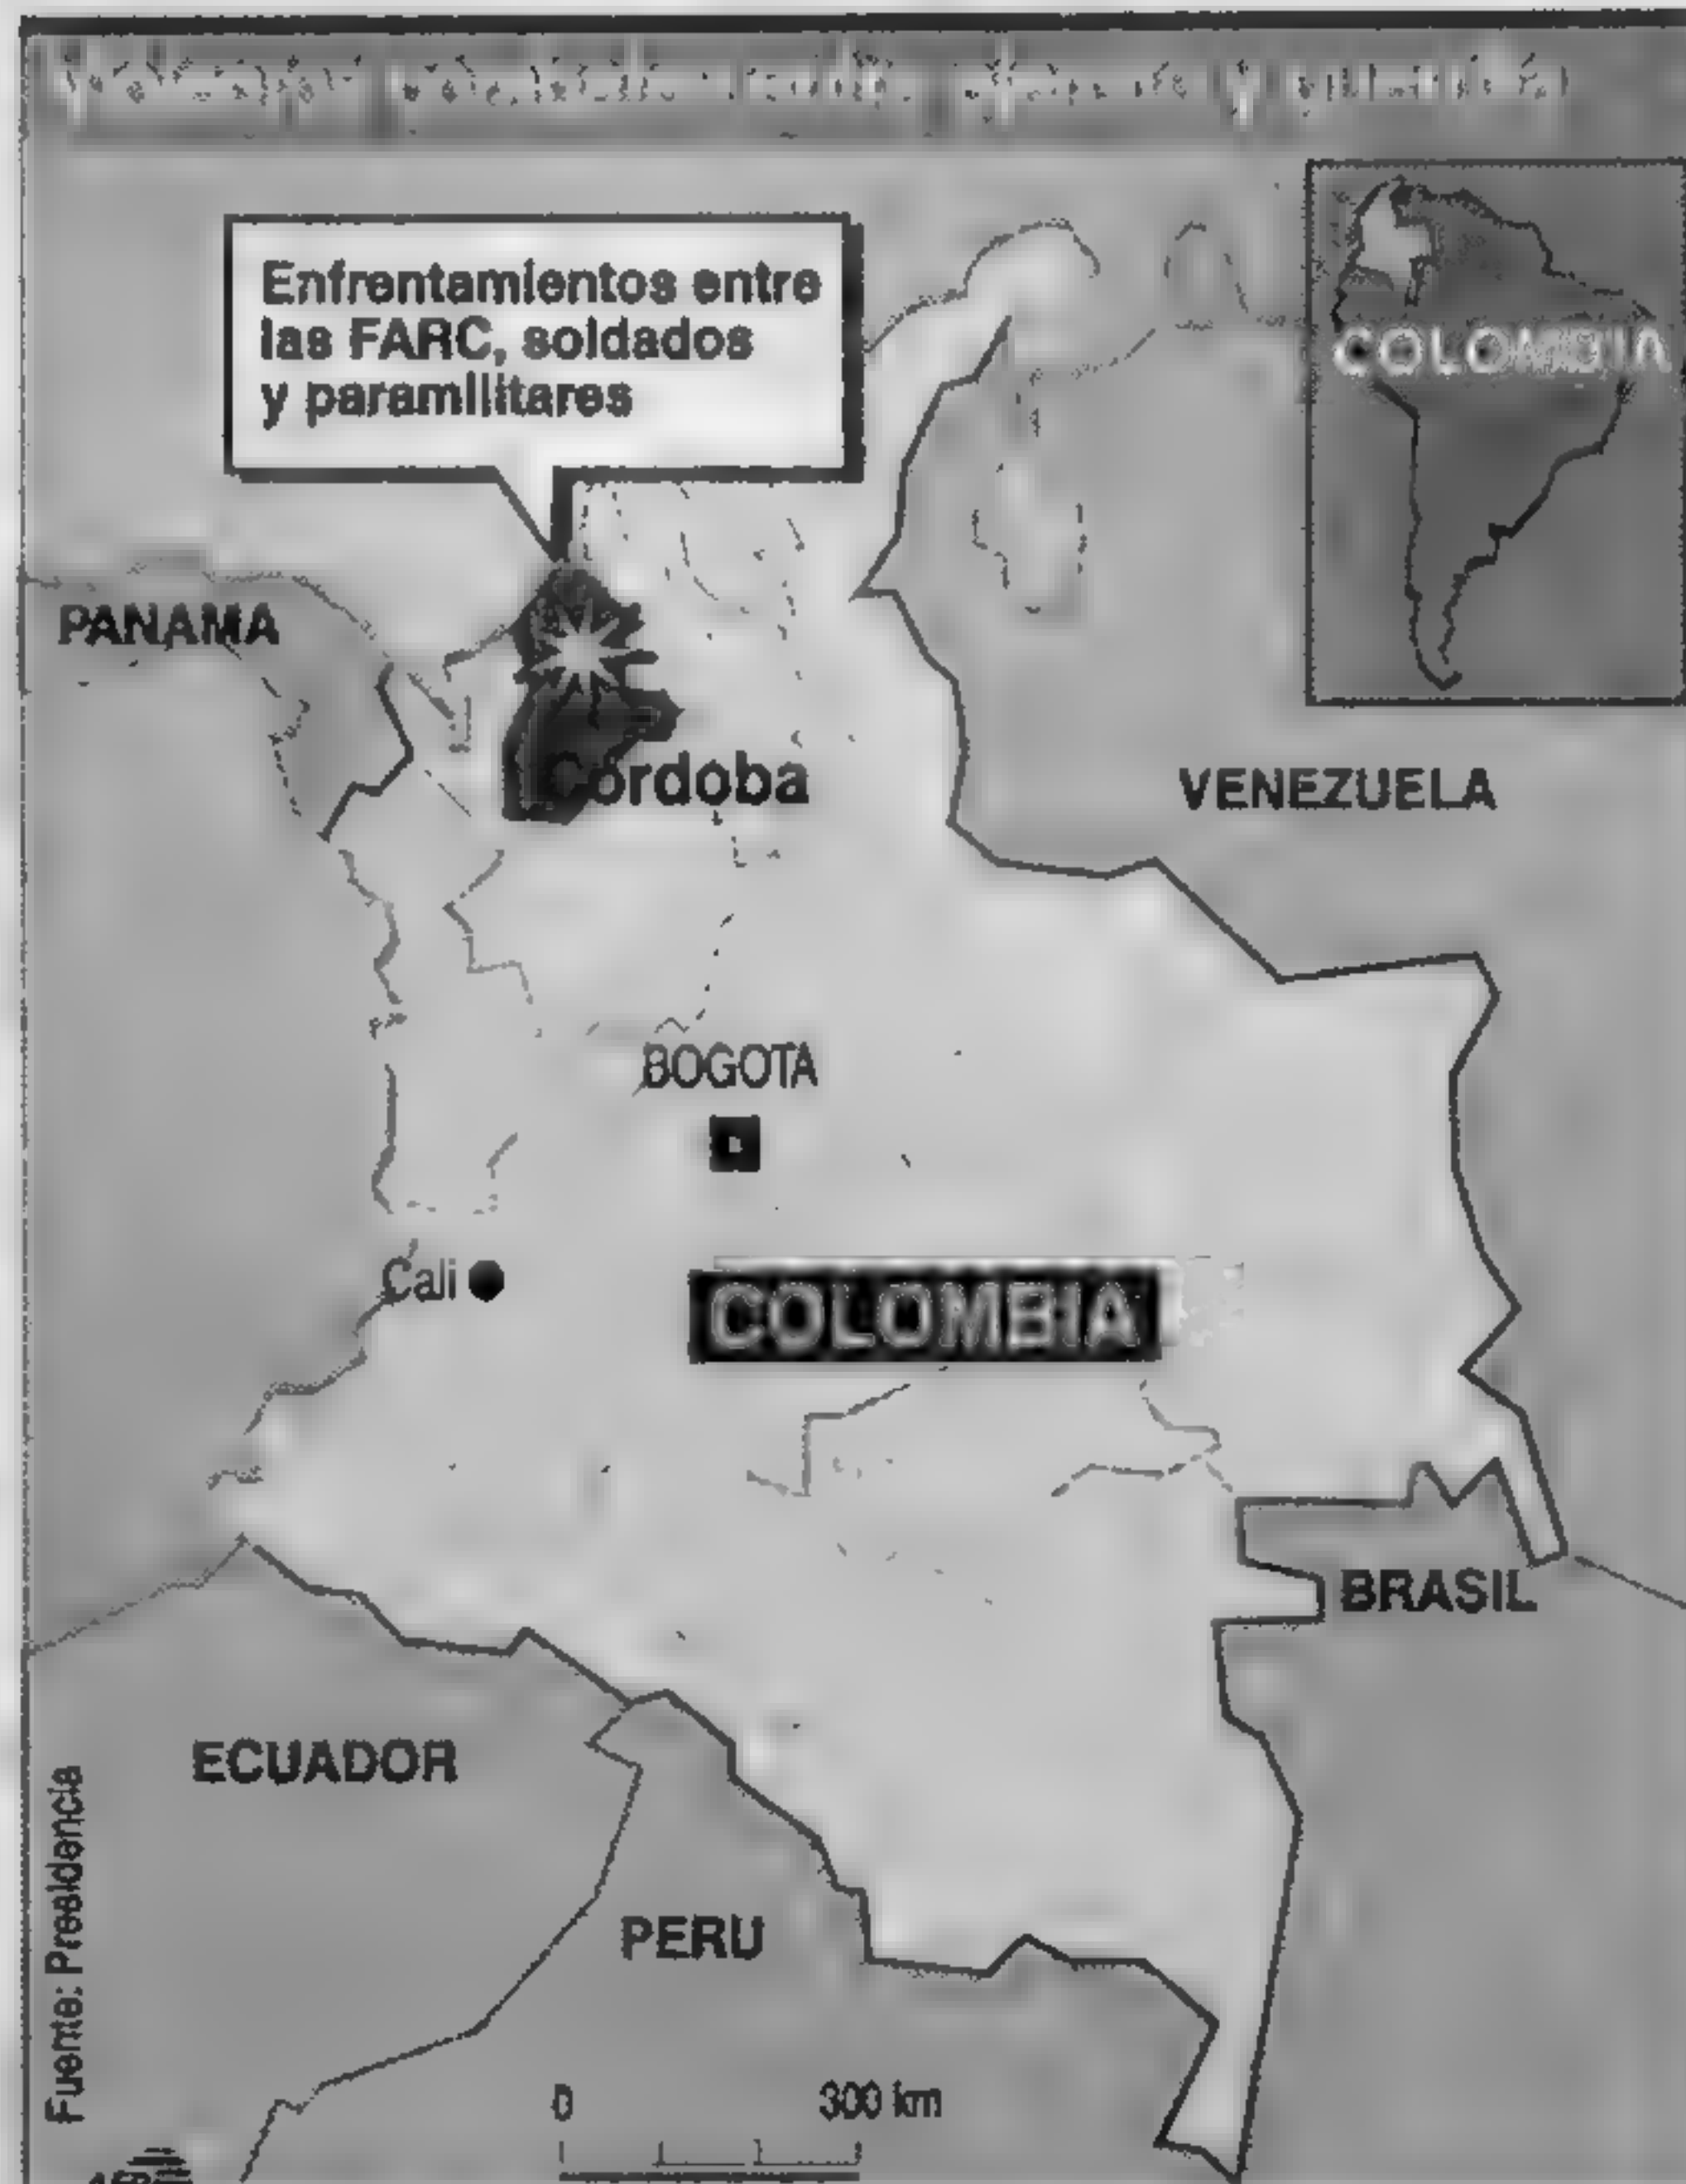 Enfrentamientos entre
las FARC, soldados
y paramilitares
COLOMBIA
PANAMA
Córdoba
VENEZUELA
BOGOTA
Cali
COLOMBIA
BRASIL
ECUADOR
PERU
Fuente: Presidencia
0 300 km